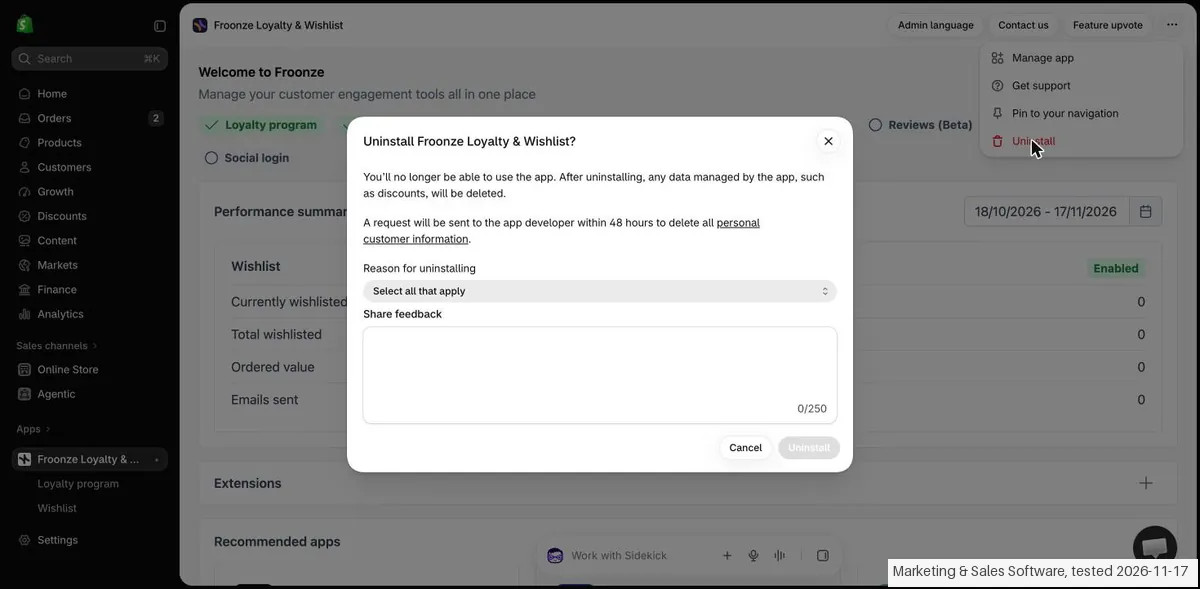 Froonze Loyalty & Wishlist
Admin language
Contact us
Feature upvote
Search
⌘K
Home
Orders
2
Products
Customers
Growth
Discounts
Content
Markets
Finance
Analytics
Sales channels
Online Store
Agentic
Apps
Froonze Loyalty & ...
Loyalty program
Wishlist
Settings
Manage app
Get support
Pin to your navigation
Uninstall
Welcome to Froonze
Manage your customer engagement tools all in one place
Loyalty program
Reviews (Beta)
Social login
Performance summar
18/10/2026 - 17/11/2026
Wishlist
Enabled
Currently wishlisted
0
Total wishlisted
0
Ordered value
0
Emails sent
0
Uninstall Froonze Loyalty & Wishlist?
You’ll no longer be able to use the app. After uninstalling, any data managed by the app, such
as discounts, will be deleted.
A request will be sent to the app developer within 48 hours to delete all personal
customer information.
Reason for uninstalling
Select all that apply
Share feedback
0/250
Cancel
Uninstall
Extensions
Recommended apps
Work with Sidekick
Marketing & Sales Software, tested 2026-11-17